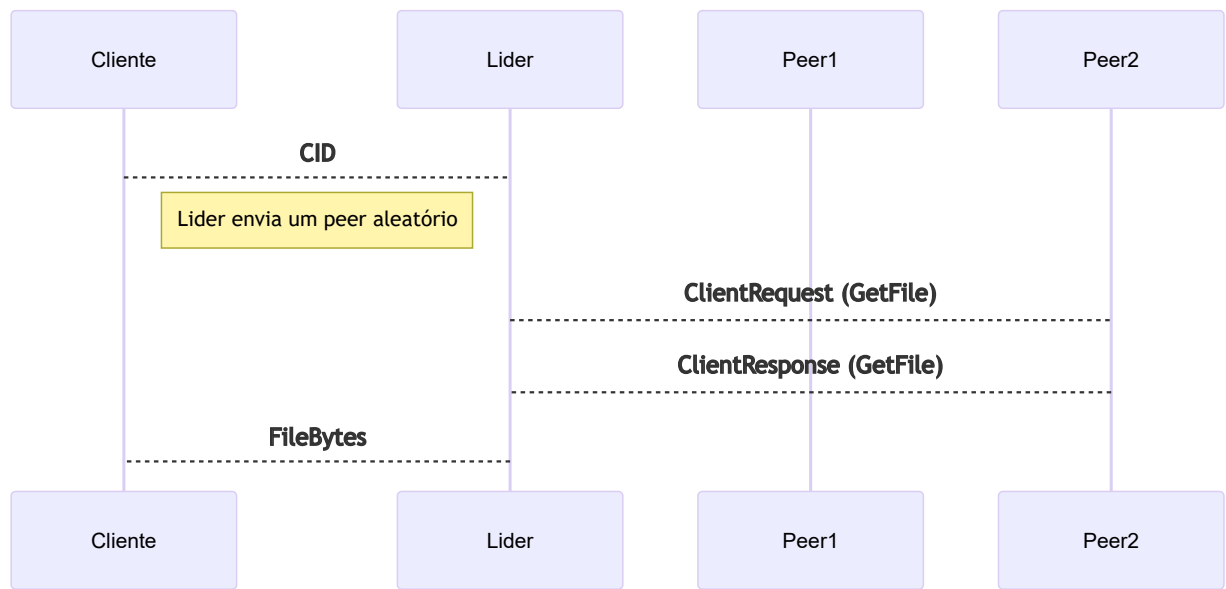 Cliente
Lider
Peer1
Peer2
CID
Lider envia um peer aleatório
ClientRequest (GetFile)
ClientResponse (GetFile)
FileBytes
Cliente
Lider
Peer1
Peer2